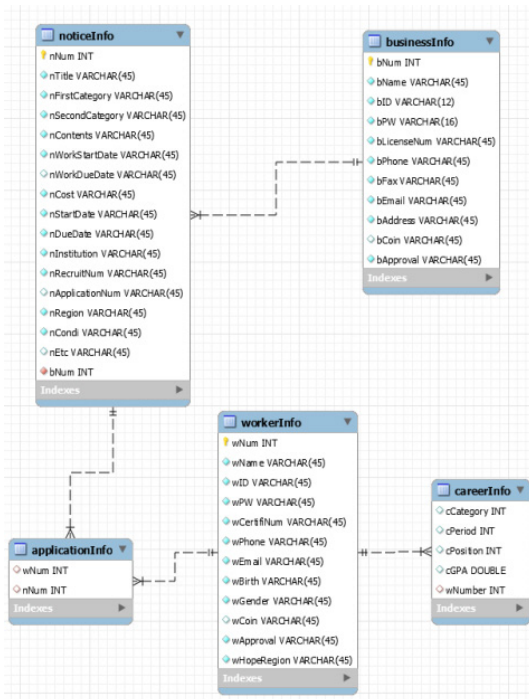 noticeInfo
nNum INT
nTitle VARCHAR(45)
nFirstCategory VARCHAR(45)
nSecondCategory VARCHAR(45)
nContents VARCHAR(45)
nWorkStartDate VARCHAR(45)
nWorkDueDate VARCHAR(45)
nCost VARCHAR(45)
nStartDate VARCHAR(45)
nDueDate VARCHAR(45)
nInstitution VARCHAR(45)
nRecruitNum VARCHAR(45)
nApplicationNum VARCHAR(45)
nRegion VARCHAR(45)
nCondi VARCHAR(45)
nEtc VARCHAR(45)
bNum INT
Indexes
businessInfo
bNum INT
bName VARCHAR(45)
bID VARCHAR(12)
bPW VARCHAR(16)
bLicenseNum VARCHAR(45)
bPhone VARCHAR(45)
bFax VARCHAR(45)
bEmail VARCHAR(45)
bAddress VARCHAR(45)
bCoin VARCHAR(45)
bApproval VARCHAR(45)
Indexes
workerInfo
wNum INT
wName VARCHAR(45)
wID VARCHAR(45)
wPW VARCHAR(45)
wCertifiNum VARCHAR(45)
wPhone VARCHAR(45)
wEmail VARCHAR(45)
wBirth VARCHAR(45)
wGender VARCHAR(45)
wCoin VARCHAR(45)
wApproval VARCHAR(45)
wHopeRegion VARCHAR(45)
Indexes
careerInfo
cCategory INT
cPeriod INT
cPosition INT
cGPA DOUBLE
wNumber INT
Indexes
applicationInfo
wNum INT
nNum INT
Indexes